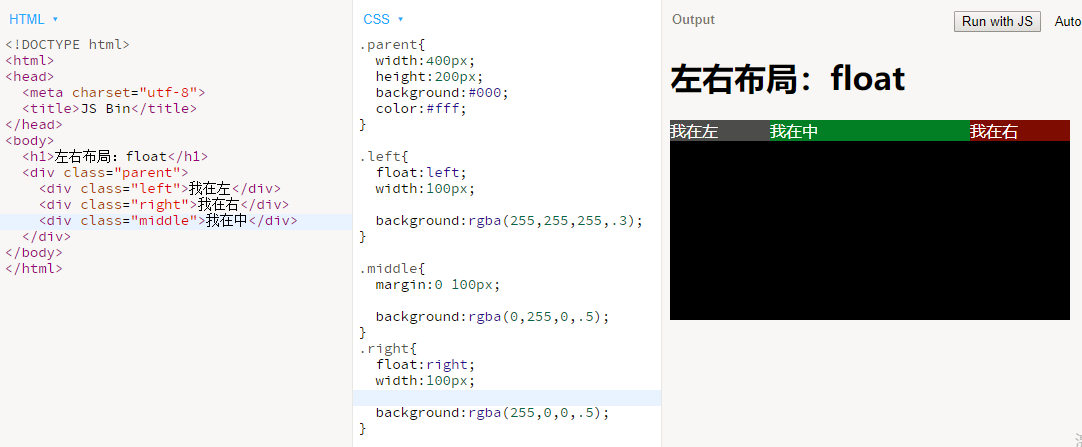 HTML ▾
<!DOCTYPE html>
<html>
<head>
  <meta charset="utf-8">
  <title>JS Bin</title>
</head>
<body>
  <h1>左右布局：float</h1>
  <div class="parent">
    <div class="left">我在左</div>
    <div class="right">我在右</div>
    <div class="middle">我在中</div>
  </div>
</body>
</html>
CSS ▾
.parent{
  width:400px;
  height:200px;
  background:#000;
  color:#fff;
}
.left{
  float:left;
  width:100px;
  background:rgba(255,255,255,.3);
}
.middle{
  margin:0 100px;
  background:rgba(0,255,0,.5);
}
.right{
  float:right;
  width:100px;
  background:rgba(255,0,0,.5);
}
Output
Run with JS
Auto
左右布局：float
我在左 我在中 我在右